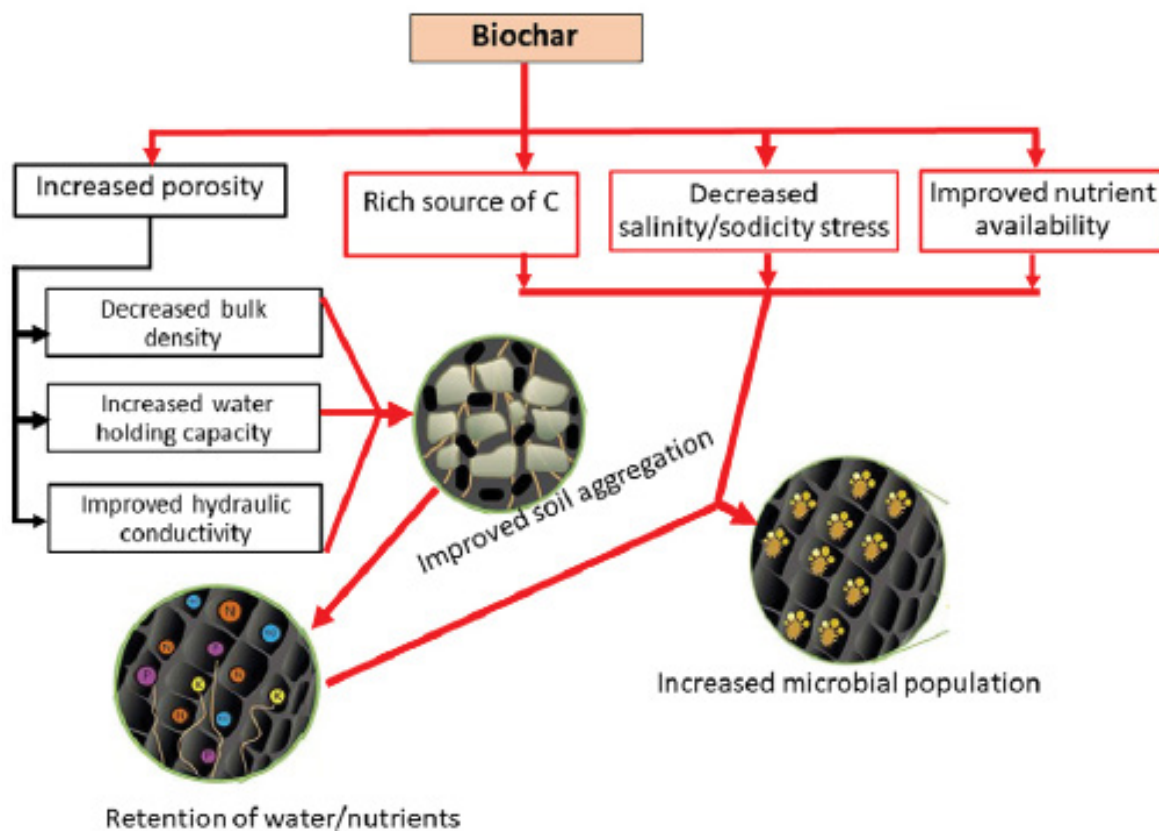 Biochar
Increased porosity
Rich source of C
Decreased
salinity/sodicity stress
Improved nutrient
availability
Decreased bulk
density
Increased water
holding capacity
Improved hydraulic
conductivity
Improved soil aggregation
N
N
P
P
N
K
K
N
N
P
Increased microbial population
Retention of water/nutrients